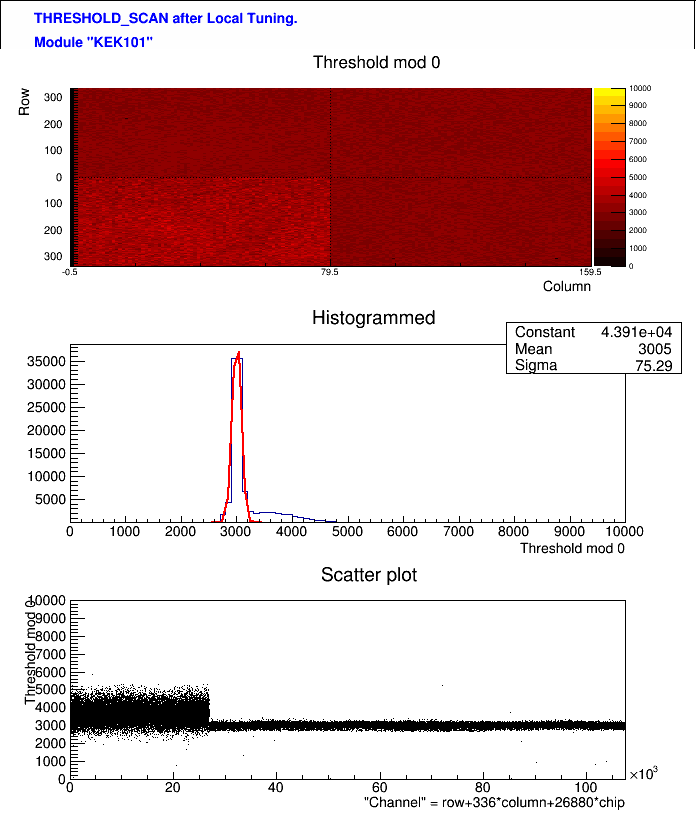 THRESHOLD_SCAN after Local Tuning.
Module "KEK101"
Threshold mod 0
Row
300
200
100
0
100
200
300
-0.5
79.5
159.5
Column
10000
9000
8000
7000
6000
5000
4000
3000
2000
1000
0
Histogrammed
Constant 4.391e+04
Mean 3005
Sigma 75.29
35000
30000
25000
20000
15000
10000
5000
0 1000 2000 3000 4000 5000 6000 7000 8000 9000 10000
Threshold mod 0
Scatter plot
Threshold mod 0
10000
9000
8000
7000
6000
5000
4000
3000
2000
1000
0
0 20 40 60 80 100
×10³
"Channel" = row+336*column+26880*chip